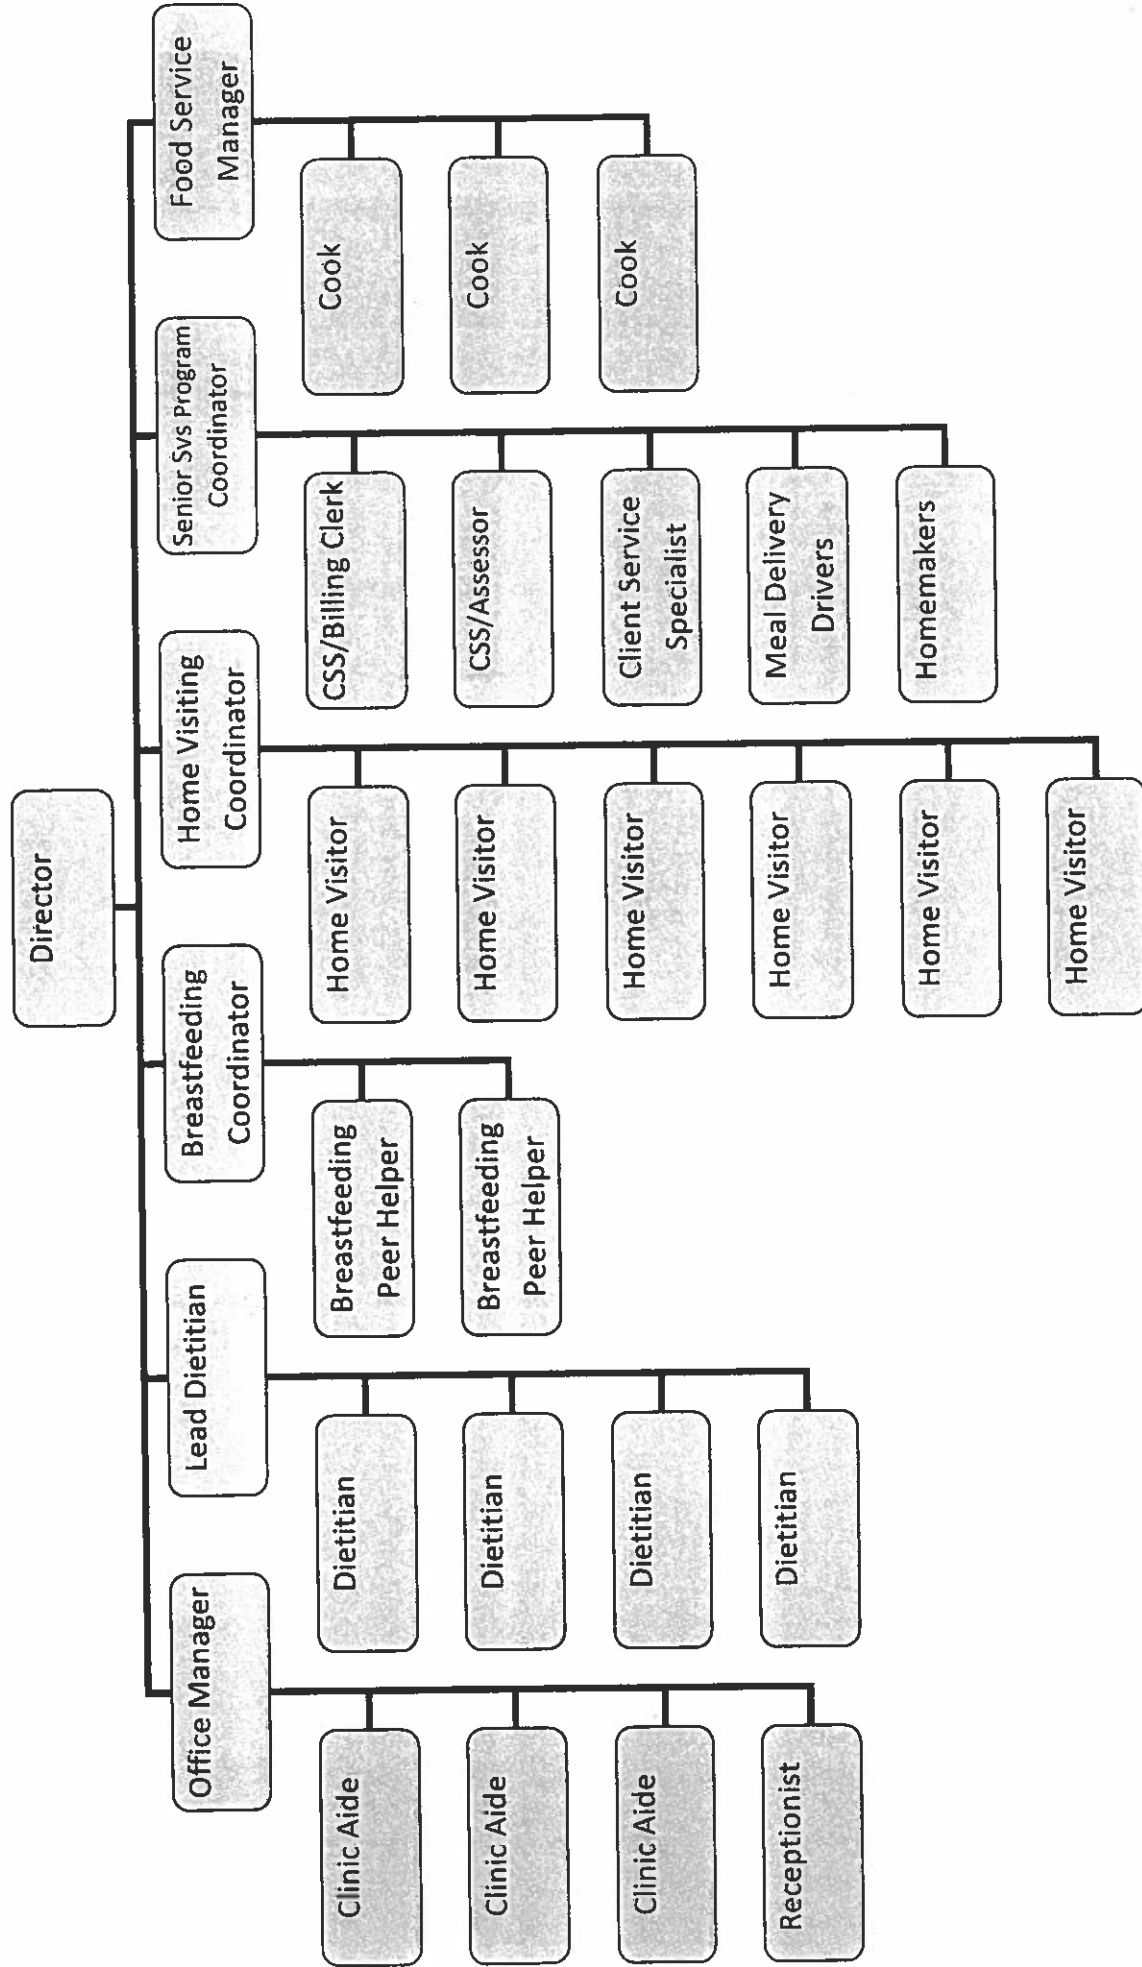 Director
Office Manager
Clinic Aide
Clinic Aide
Clinic Aide
Receptionist
Lead Dietitian
Dietitian
Dietitian
Dietitian
Dietitian
Breastfeeding
Coordinator
Breastfeeding
Peer Helper
Breastfeeding
Peer Helper
Home Visiting
Coordinator
Home Visitor
Home Visitor
Home Visitor
Home Visitor
Home Visitor
Home Visitor
Senior Svs Program
Coordinator
CSS/Billing Clerk
CSS/Assessor
Client Service
Specialist
Meal Delivery
Drivers
Homemakers
Food Service
Manager
Cook
Cook
Cook